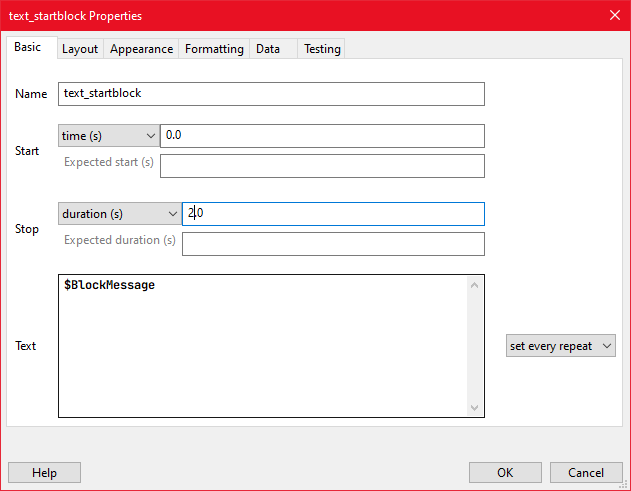 text_startblock Properties
Basic Layout Appearance Formatting Data Testing
Name text_startblock
Start time (s) 0.0
Expected start (s)
Stop duration (s) 2.0
Expected duration (s)
$BlockMessage
Text set every repeat
Help OK Cancel